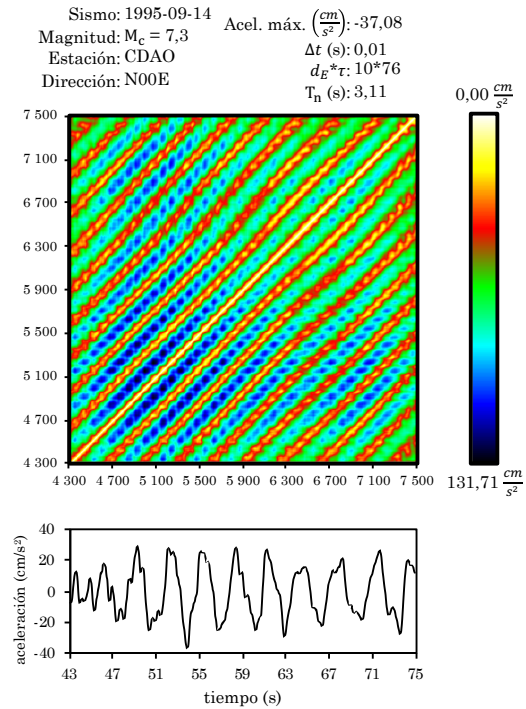 Sismo: 1995-09-14
Magnitud: M_c = 7,3
Estación: CDAO
Dirección: N00E
Acel. máx. (cm/s²): -37,08
Δt (s): 0,01
d_E*τ: 10*76
T_n (s): 3,11
0,00 cm/s²
7 500
7 100
6 700
6 300
5 900
5 500
5 100
4 700
4 300
4 300 4 700 5 100 5 500 5 900 6 300 6 700 7 100 7 500
131,71 cm/s²
aceleración (cm/s²)
40
20
0
-20
-40
43 47 51 55 59 63 67 71 75
tiempo (s)